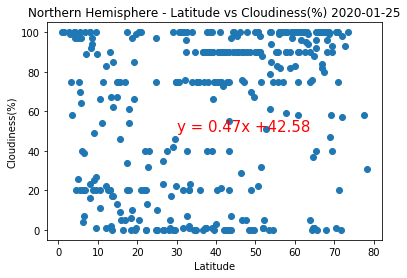 Northern Hemisphere - Latitude vs Cloudiness(%) 2020-01-25
100
80
60
40
20
0
Cloudiness(%)
y = 0.47x +42.58
0 10 20 30 40 50 60 70 80
Latitude